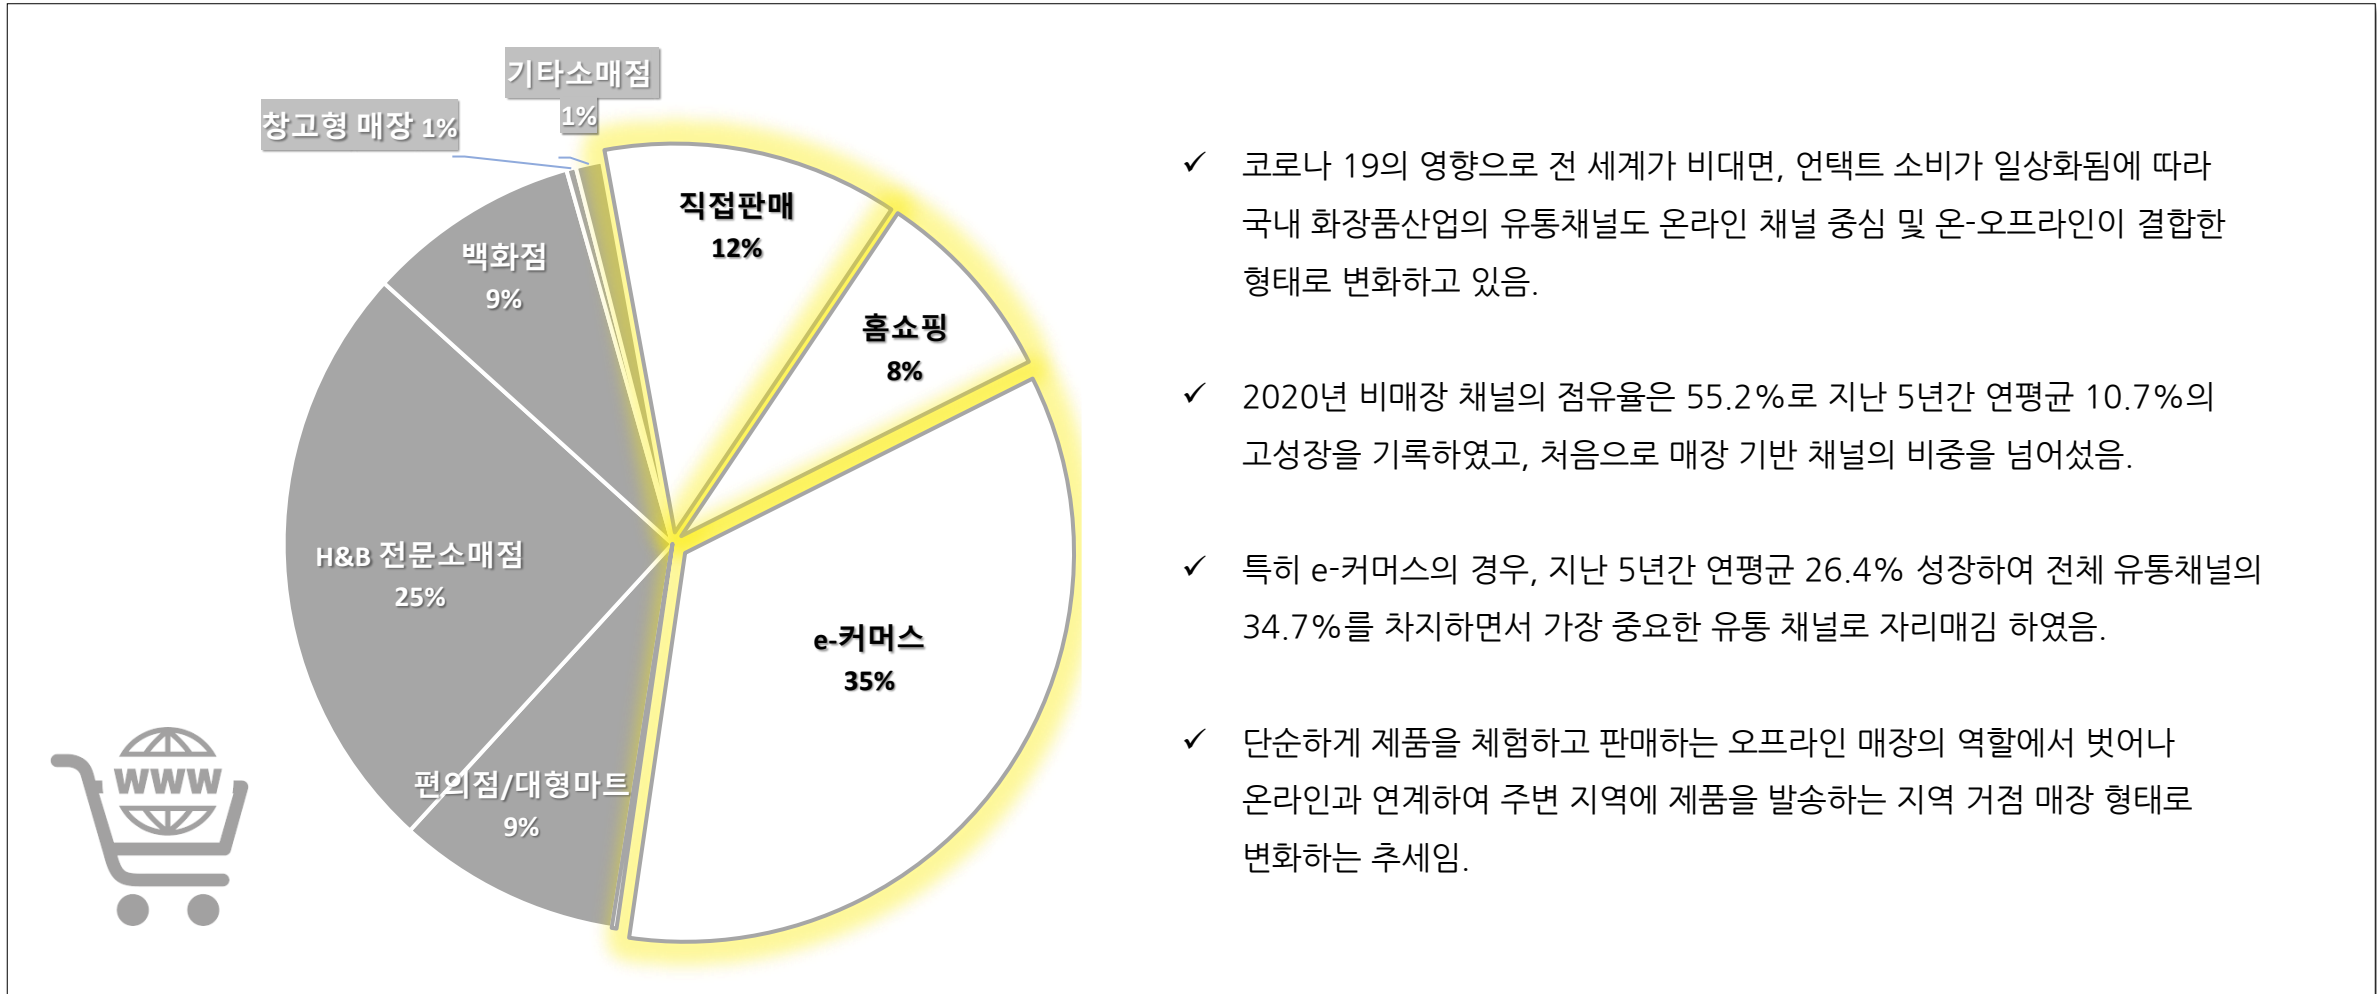 기타소매점
1%
창고형 매장 1%
직접판매
12%
백화점
9%
홈쇼핑
8%
H&B 전문소매점
25%
e-커머스
35%
편의점/대형마트
9%
WWW
✓ 코로나 19의 영향으로 전 세계가 비대면, 언택트 소비가 일상화됨에 따라
국내 화장품산업의 유통채널도 온라인 채널 중심 및 온-오프라인이 결합한
형태로 변화하고 있음.
✓ 2020년 비매장 채널의 점유율은 55.2%로 지난 5년간 연평균 10.7%의
고성장을 기록하였고, 처음으로 매장 기반 채널의 비중을 넘어섰음.
✓ 특히 e-커머스의 경우, 지난 5년간 연평균 26.4% 성장하여 전체 유통채널의
34.7%를 차지하면서 가장 중요한 유통 채널로 자리매김 하였음.
✓ 단순하게 제품을 체험하고 판매하는 오프라인 매장의 역할에서 벗어나
온라인과 연계하여 주변 지역에 제품을 발송하는 지역 거점 매장 형태로
변화하는 추세임.